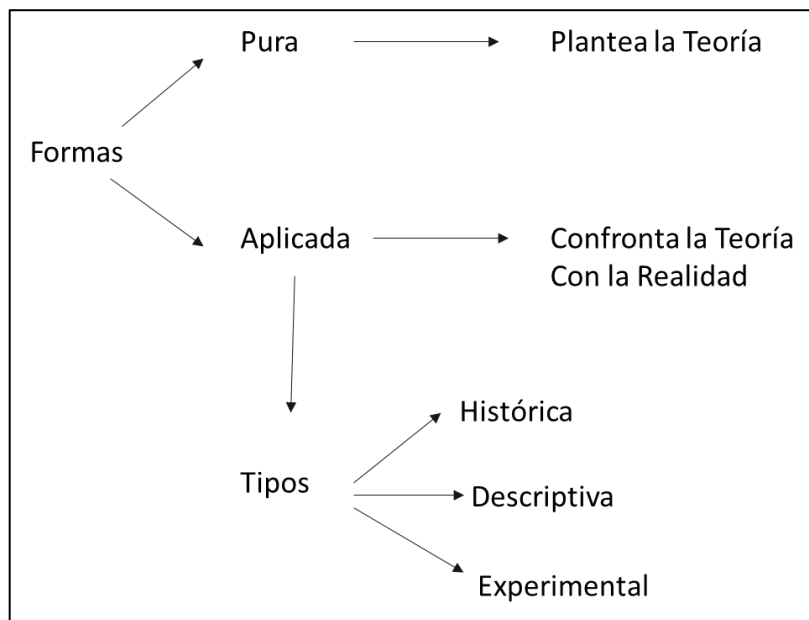 Pura
Plantea la Teoría
Formas
Aplicada
Confronta la Teoría
Con la Realidad
Histórica
Tipos
Descriptiva
Experimental